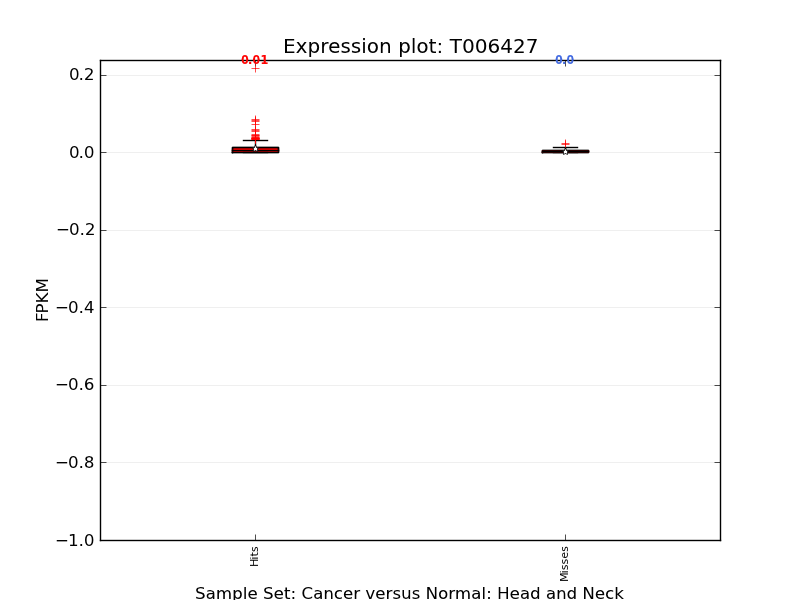 Expression plot: T006427
0.01
0.0
0.2
0.0
−0.2
−0.4
−0.6
−0.8
−1.0
FPKM
Hits
Misses
Sample Set: Cancer versus Normal: Head and Neck